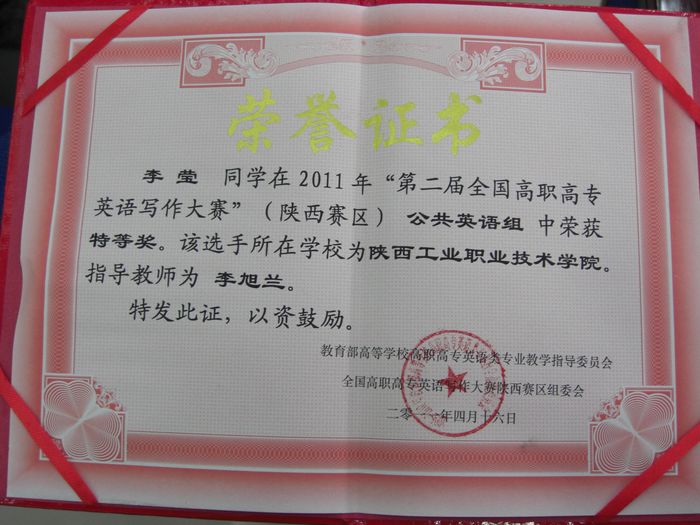 荣誉证书
李莹 同学在2011年“第二届全国高职高专
英语写作大赛”（陕西赛区）公共英语组 中荣获
特等奖。该选手所在学校为陕西工业职业技术学院。
指导教师为 李旭兰。
特发此证，以资鼓励。
教育部高等学校高职高专英语类专业教学指导委员会
全国高职高专英语写作大赛陕西赛区组委会
二〇一一年四月十六日